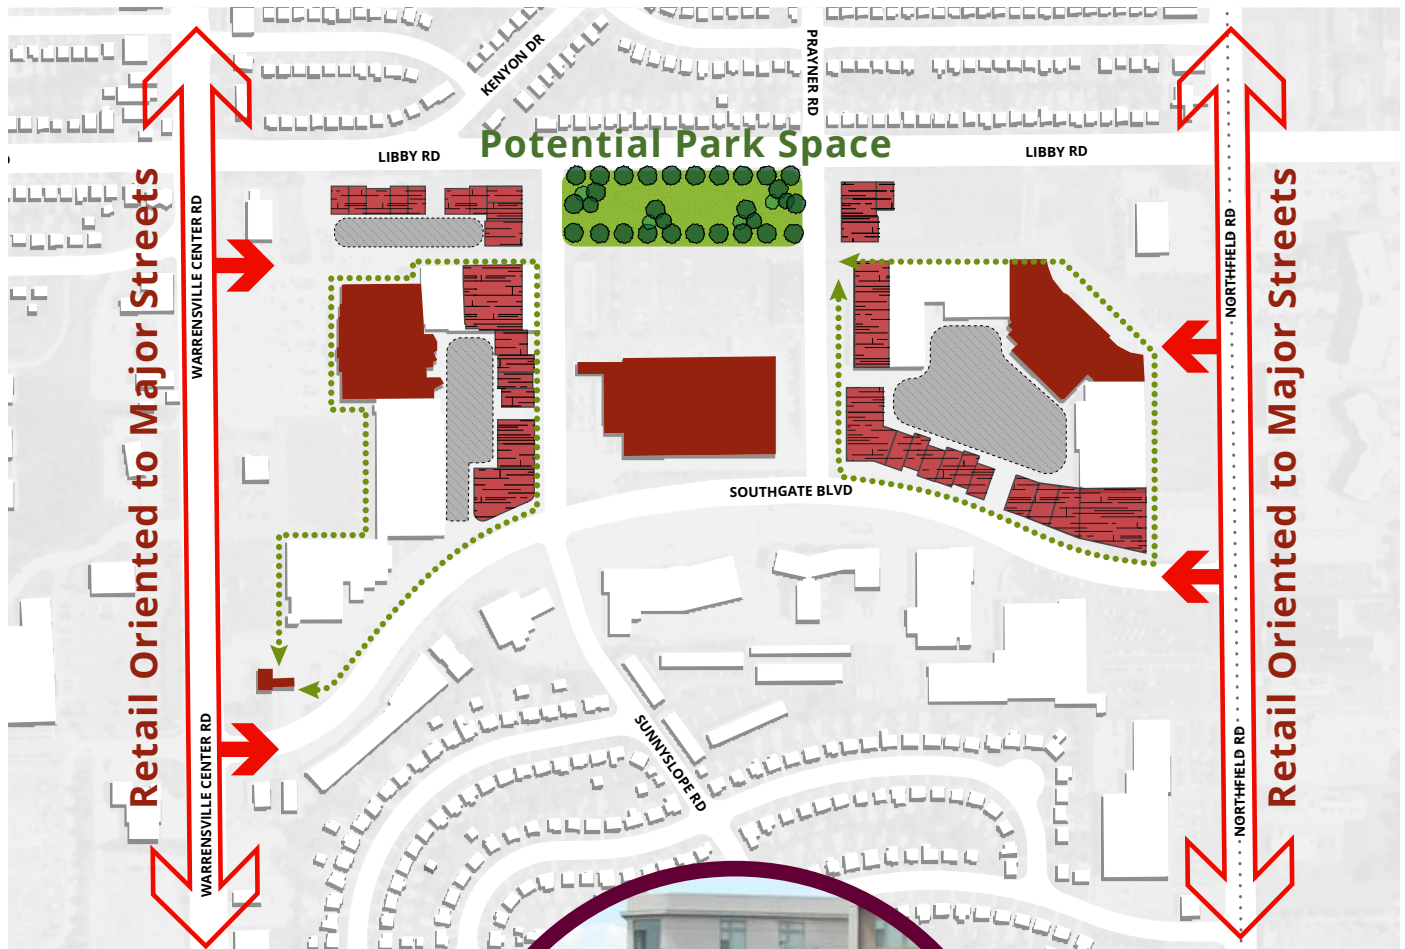 KENYON DR
PRAYNER RD
Potential Park Space
LIBBY RD
LIBBY RD
Retail Oriented to Major Streets
WARRENSVILLE CENTER RD
NORTHFIELD RD
Retail Oriented to Major Streets
SOUTHGATE BLVD
SUNNYSLOPE RD
WARRENSVILLE CENTER RD
NORTHFIELD RD